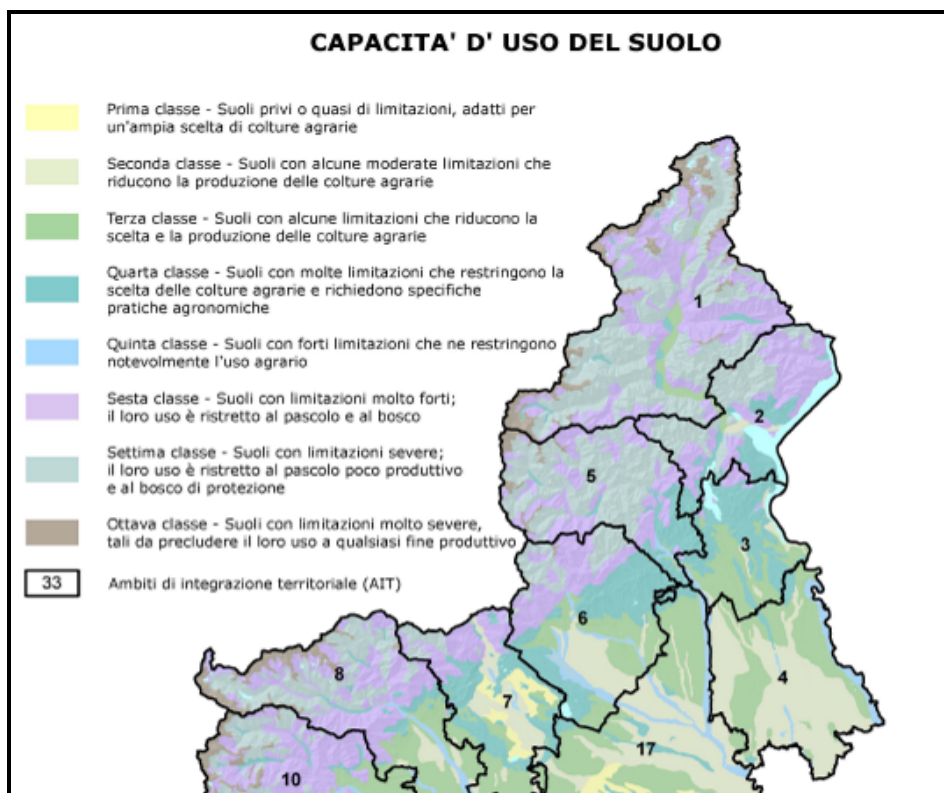 CAPACITA' D' USO DEL SUOLO
Prima classe - Suoli privi o quasi di limitazioni, adatti per
un'ampia scelta di colture agrarie
Seconda classe - Suoli con alcune moderate limitazioni che
riducono la produzione delle colture agrarie
Terza classe - Suoli con alcune limitazioni che riducono la
scelta e la produzione delle colture agrarie
Quarta classe - Suoli con molte limitazioni che restringono la
scelta delle colture agrarie e richiedono specifiche
pratiche agronomiche
Quinta classe - Suoli con forti limitazioni che ne restringono
notevolmente l'uso agrario
Sesta classe - Suoli con limitazioni molto forti;
il loro uso è ristretto al pascolo e al bosco
Settima classe - Suoli con limitazioni severe;
il loro uso è ristretto al pascolo poco produttivo
e al bosco di protezione
Ottava classe - Suoli con limitazioni molto severe,
tali da precludere il loro uso a qualsiasi fine produttivo
33 Ambiti di integrazione territoriale (AIT)
1
2
5
3
6
8
4
7
17
10